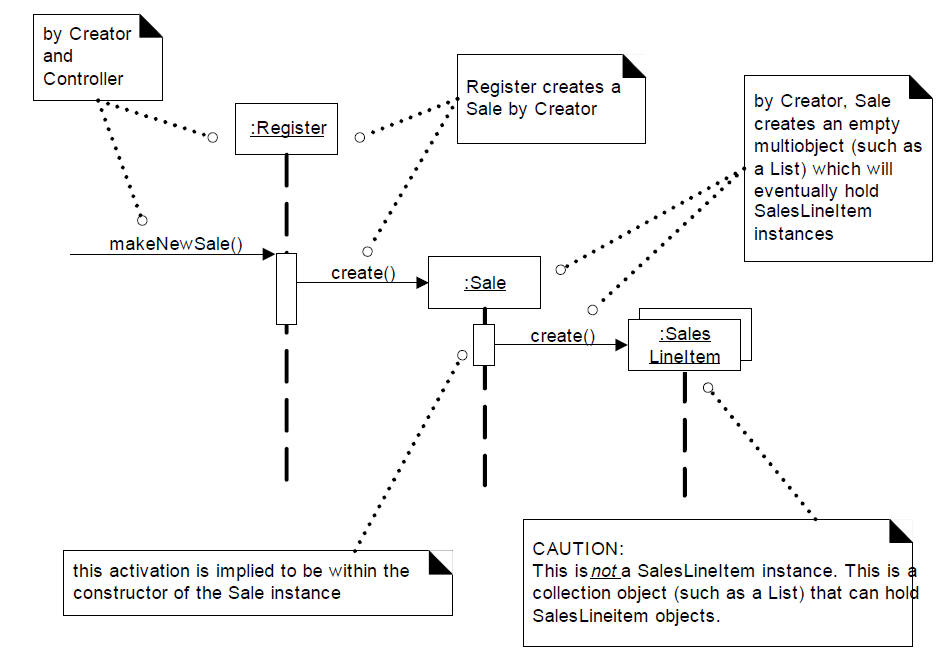 by Creator
and
Controller
Register creates a
Sale by Creator
by Creator, Sale
creates an empty
multiobject (such as
a List) which will
eventually hold
SalesLineItem
instances
:Register
makeNewSale()
create()
:Sale
create()
:Sales
LineItem
this activation is implied to be within the
constructor of the Sale instance
CAUTION:
This is not a SalesLineItem instance. This is a
collection object (such as a List) that can hold
SalesLineitem objects.